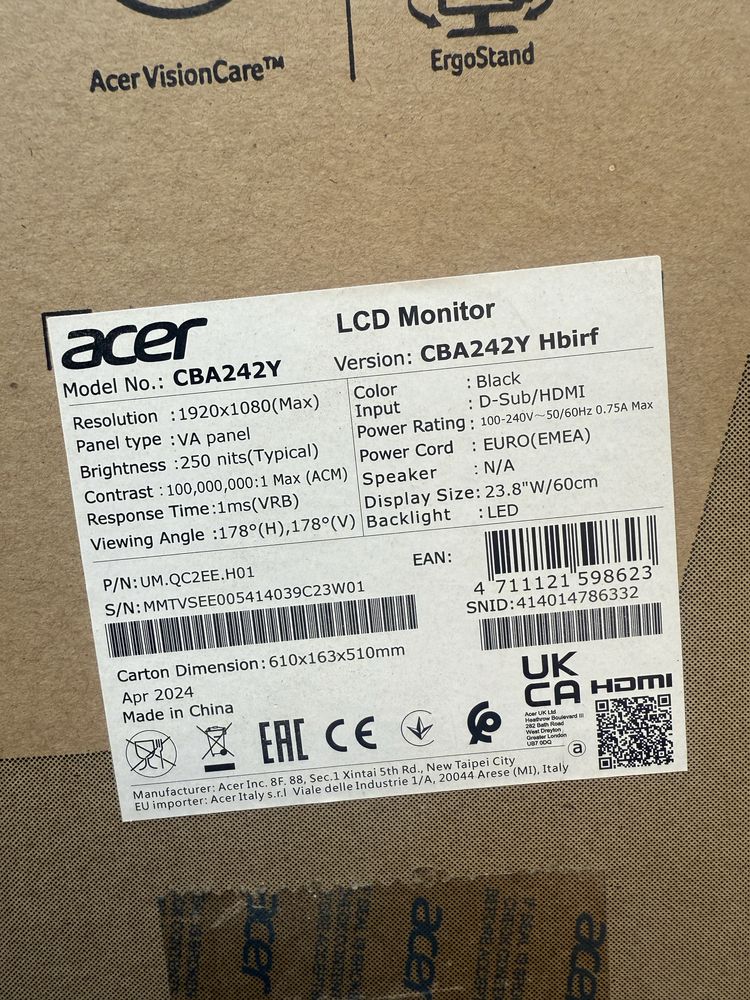 Acer VisionCare™
ErgoStand
acer
LCD Monitor
Model No.: CBA242Y
Version: CBA242Y Hbirf
Resolution :1920x1080(Max)
Panel type :VA panel
Brightness :250 nits(Typical)
Contrast :100,000,000:1 Max (ACM)
Response Time:1ms(VRB)
Viewing Angle :178°(H),178°(V)
Color :Black
Input :D-Sub/HDMI
Power Rating :100-240V~50/60Hz 0.75A Max
Power Cord :EURO(EMEA)
Speaker :N/A
Display Size:23.8"W/60cm
Backlight :LED
P/N:UM.QC2EE.H01
S/N:MMTVSEE005414039C23W01
EAN:
4 711121 598623
SNID:414014786332
Carton Dimension:610x163x510mm
Apr 2024
Made in China
EAC
CE
UK
CA
HDMI
Acer UK Ltd
Heathrow Boulevard III
282 Bath Road
West Drayton
Greater London
UB7 0DQ
a
Manufacturer: Acer Inc. 8F. 88, Sec.1 Xintai 5th Rd., New Taipei City
EU importer: Acer Italy s.r.l Viale delle Industrie 1/A, 20044 Arese (MI), Italy
acer
acer
acer